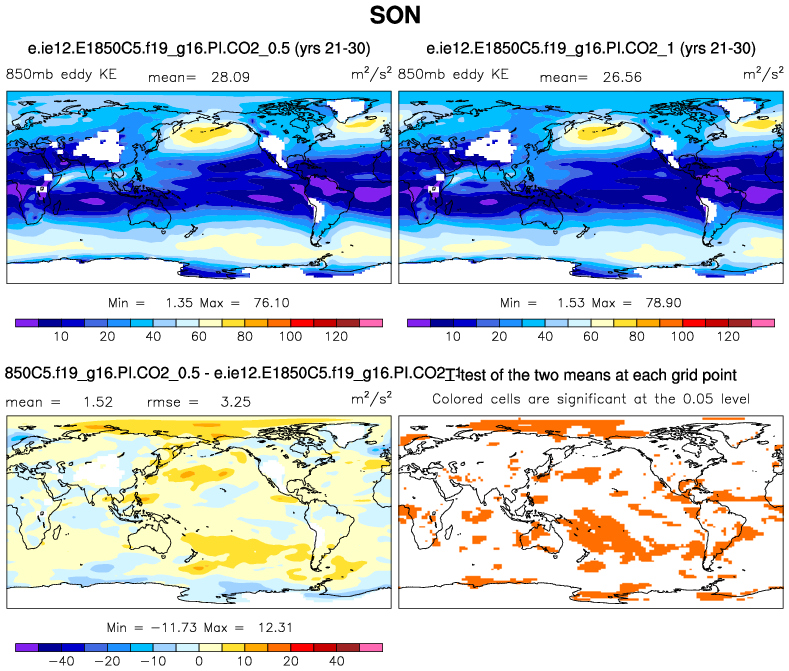 SON
e.ie12.E1850C5.f19_g16.PI.CO2_0.5 (yrs 21-30)
e.ie12.E1850C5.f19_g16.PI.CO2_1 (yrs 21-30)
850mb eddy KE mean= 28.09 m²/s²
850mb eddy KE mean= 26.56 m²/s²
Min = 1.35 Max = 76.10
Min = 1.53 Max = 78.90
10 20 40 60 80 100 120
10 20 40 60 80 100 120
850C5.f19_g16.PI.CO2_0.5 - e.ie12.E1850C5.f19_g16.PI.CO2_1
T-test of the two means at each grid point
mean = 1.52 rmse = 3.25 m²/s²
Colored cells are significant at the 0.05 level
Min = -11.73 Max = 12.31
-40 -20 -10 0 10 20 40